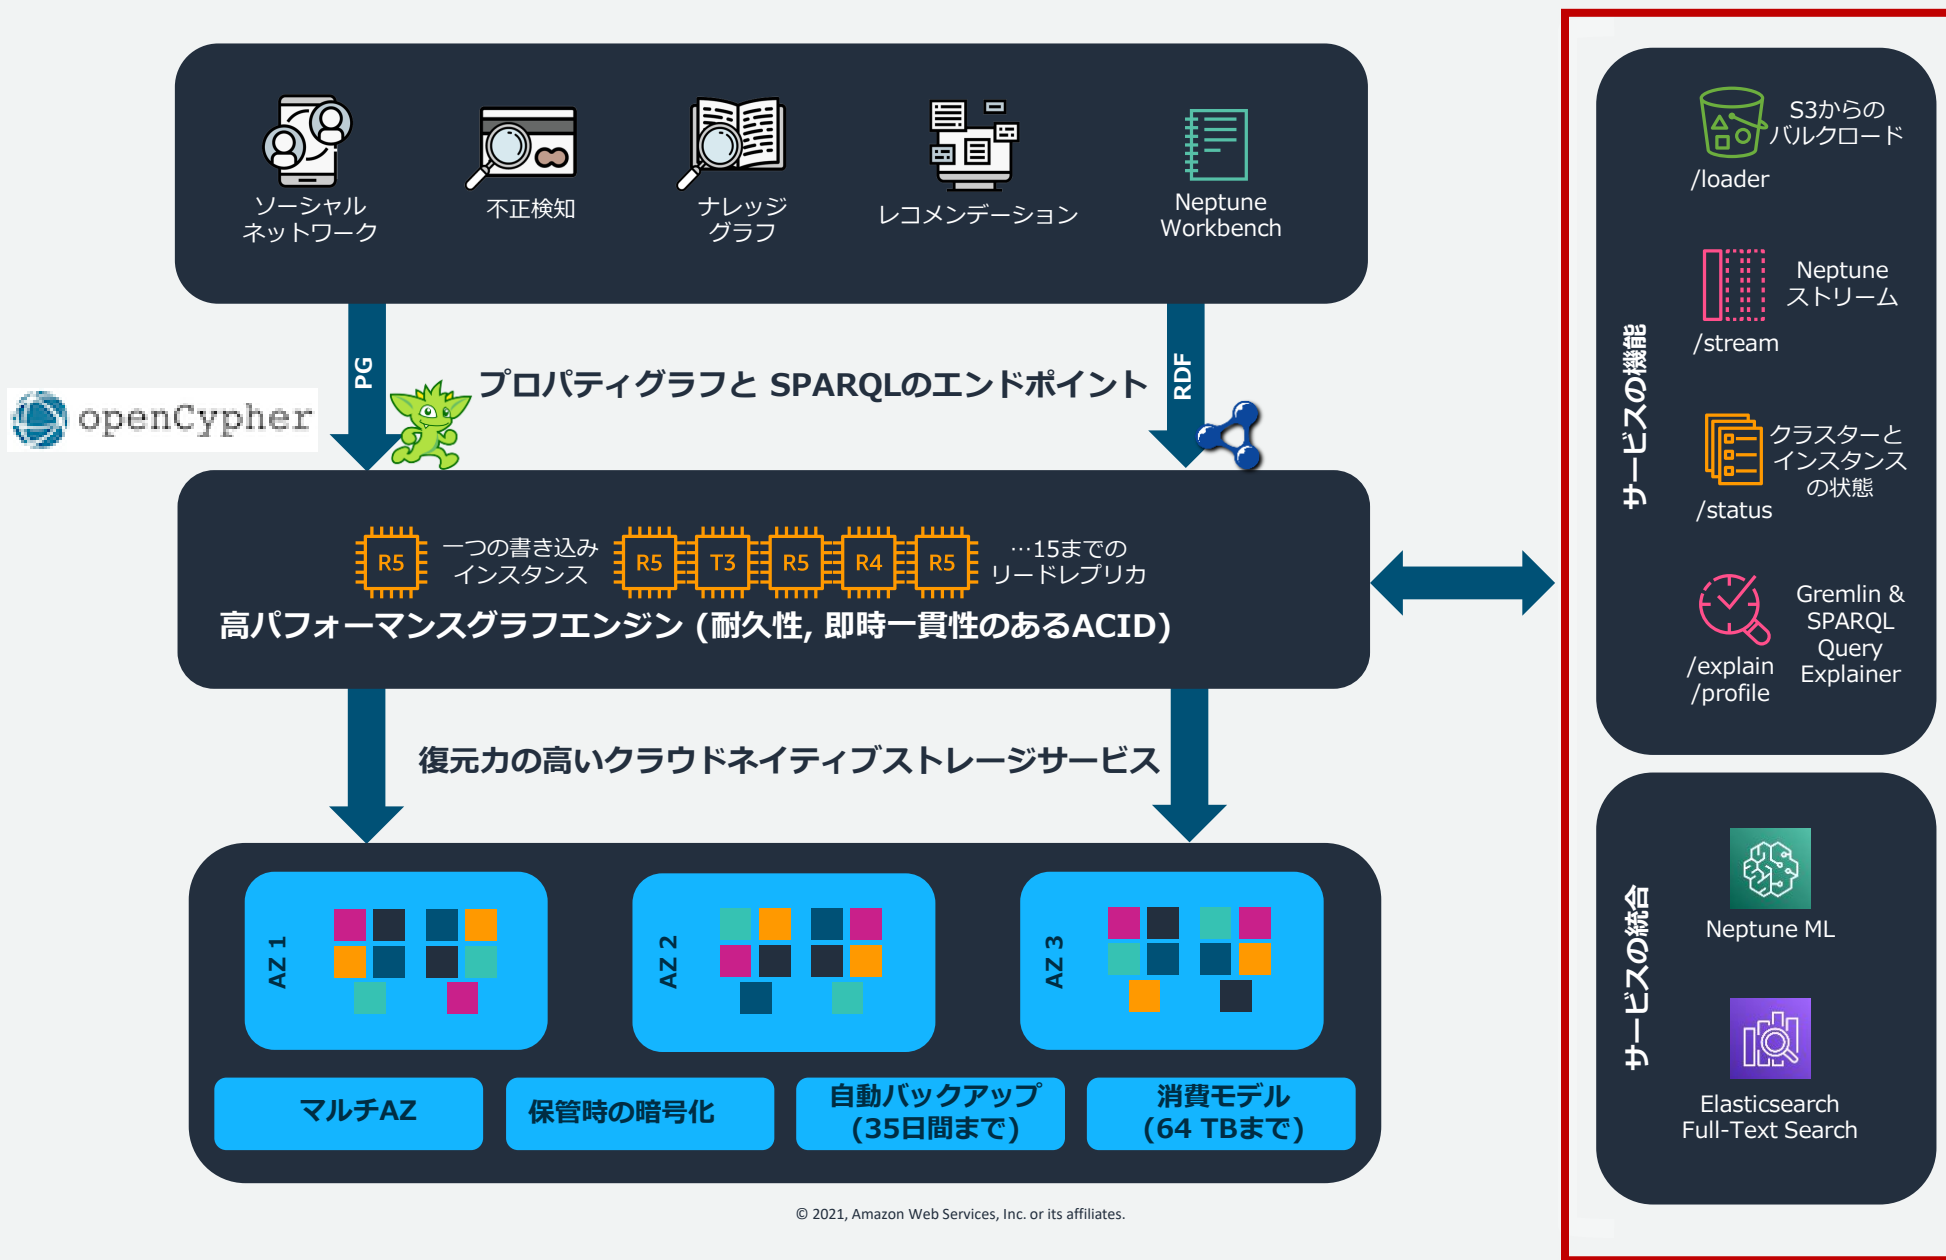 ソーシャル
ネットワーク
不正検知
ナレッジ
グラフ
レコメンデーション
Neptune
Workbench
PG
プロパティグラフと SPARQLのエンドポイント
RDF
openCypher
R5
一つの書き込み
インスタンス
R5
T3
R5
R4
R5
…15までの
リードレプリカ
高パフォーマンスグラフエンジン (耐久性, 即時一貫性のあるACID)
復元力の高いクラウドネイティブストレージサービス
AZ 1
AZ 2
AZ 3
マルチAZ
保管時の暗号化
自動バックアップ
(35日間まで)
消費モデル
(64 TBまで)
サービスの機能
S3からの
バルクロード
/loader
Neptune
ストリーム
/stream
クラスターと
インスタンス
の状態
/status
Gremlin &
SPARQL
Query
Explainer
/explain
/profile
サービスの統合
Neptune ML
Elasticsearch
Full-Text Search
© 2021, Amazon Web Services, Inc. or its affiliates.